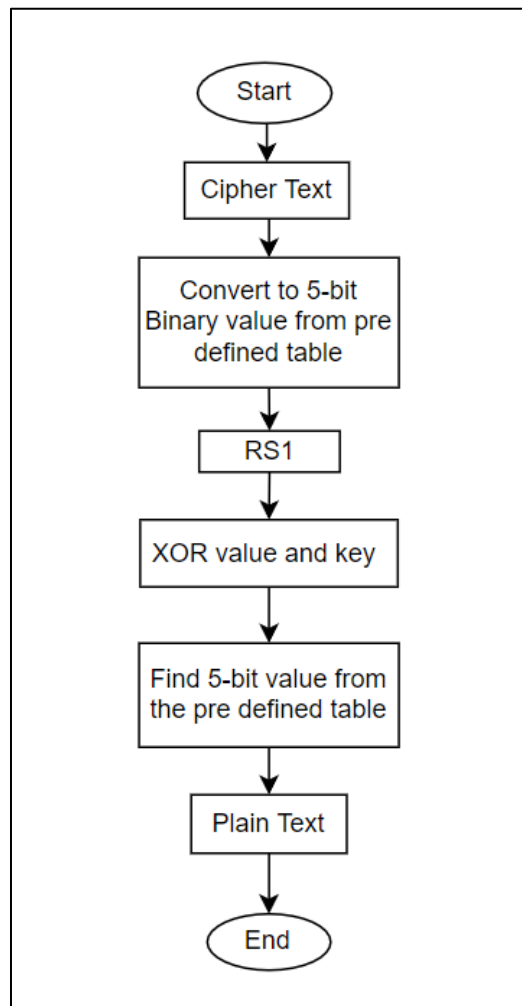 Start
Cipher Text
Convert to 5-bit
Binary value from pre
defined table
RS1
XOR value and key
Find 5-bit value from
the pre defined table
Plain Text
End